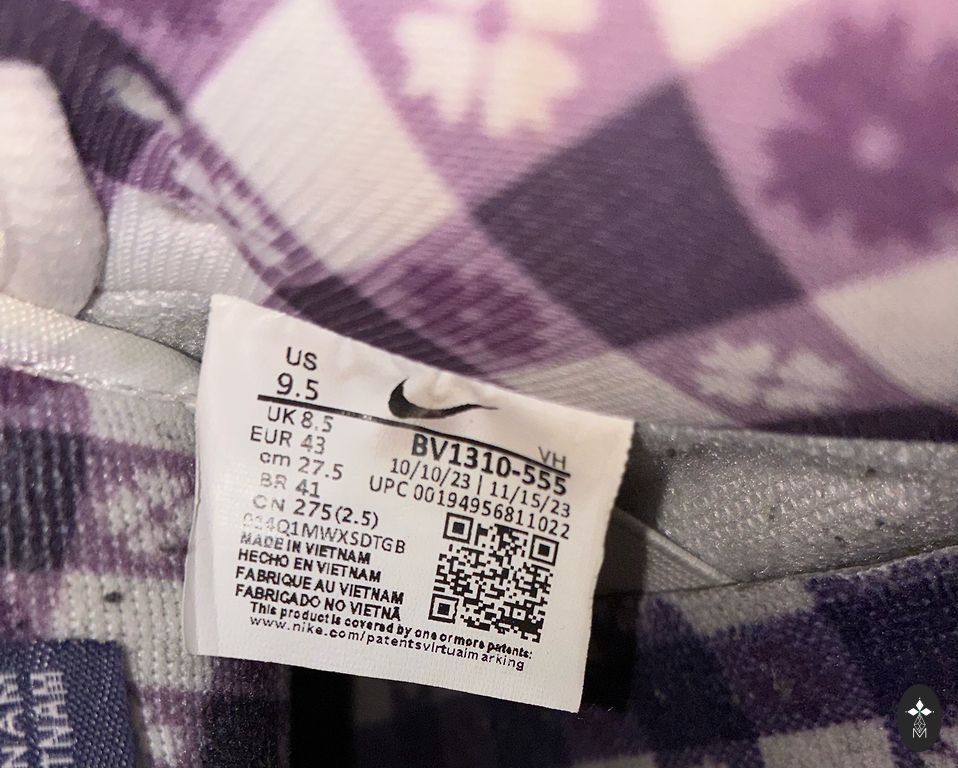 US
9.5
UK 8.5
EUR 43
cm 27.5
BR 41
CN 275(2.5)
VH
BV1310-555
10/10/23 | 11/15/23
UPC 00194956811022
MADE IN VIETNAM
HECHO EN VIETNAM
FABRIQUE AU VIETNAM
FABRICADO NO VIETNÃ
This product is covered by one or more patents:
www.nike.com/patentsvirtualmarking
M